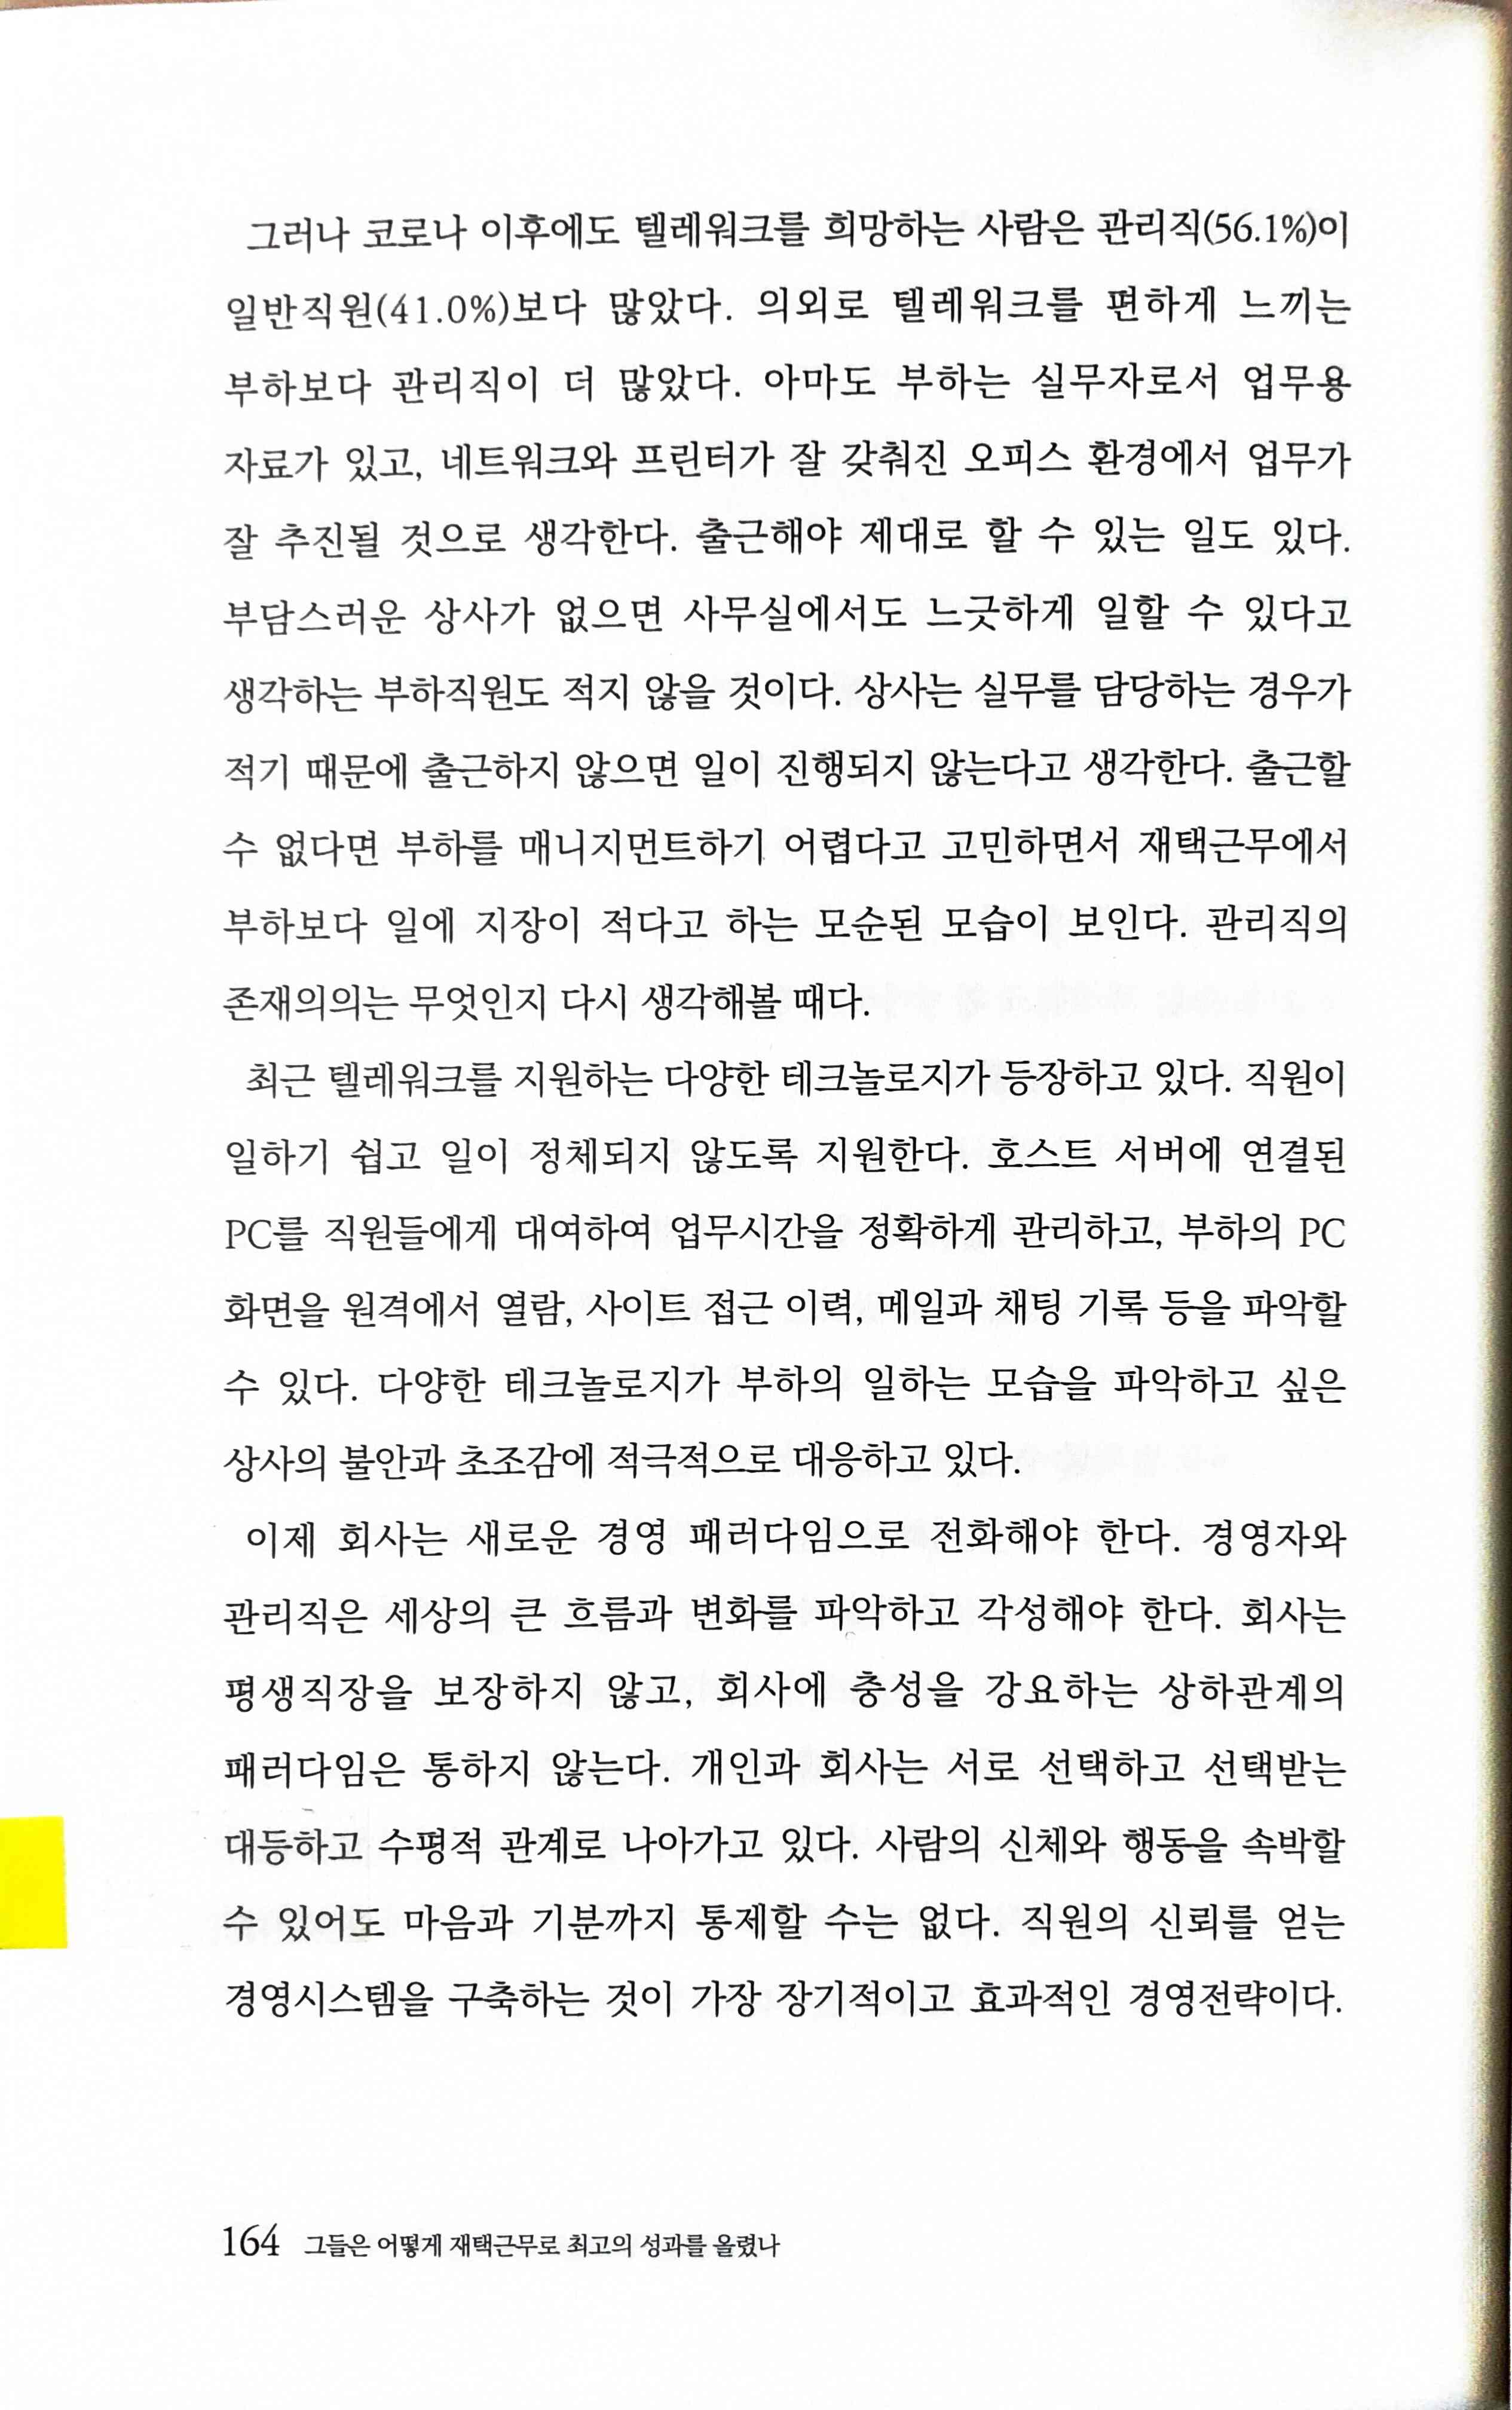 그러나 코로나 이후에도 텔레워크를 희망하는 사람은 관리직(56.1%)이
일반직원(41.0%)보다 많았다. 의외로 텔레워크를 편하게 느끼는
부하보다 관리직이 더 많았다. 아마도 부하는 실무자로서 업무용
자료가 있고, 네트워크와 프린터가 잘 갖춰진 오피스 환경에서 업무가
잘 추진될 것으로 생각한다. 출근해야 제대로 할 수 있는 일도 있다.
부담스러운 상사가 없으면 사무실에서도 느긋하게 일할 수 있다고
생각하는 부하직원도 적지 않을 것이다. 상사는 실무를 담당하는 경우가
적기 때문에 출근하지 않으면 일이 진행되지 않는다고 생각한다. 출근할
수 없다면 부하를 매니지먼트하기 어렵다고 고민하면서 재택근무에서
부하보다 일에 지장이 적다고 하는 모순된 모습이 보인다. 관리직의
존재의의는 무엇인지 다시 생각해볼 때다.
최근 텔레워크를 지원하는 다양한 테크놀로지가 등장하고 있다. 직원이
일하기 쉽고 일이 정체되지 않도록 지원한다. 호스트 서버에 연결된
PC를 직원들에게 대여하여 업무시간을 정확하게 관리하고, 부하의 PC
화면을 원격에서 열람, 사이트 접근 이력, 메일과 채팅 기록 등을 파악할
수 있다. 다양한 테크놀로지가 부하의 일하는 모습을 파악하고 싶은
상사의 불안과 초조감에 적극적으로 대응하고 있다.
이제 회사는 새로운 경영 패러다임으로 전화해야 한다. 경영자와
관리직은 세상의 큰 흐름과 변화를 파악하고 각성해야 한다. 회사는
평생직장을 보장하지 않고, 회사에 충성을 강요하는 상하관계의
패러다임은 통하지 않는다. 개인과 회사는 서로 선택하고 선택받는
대등하고 수평적 관계로 나아가고 있다. 사람의 신체와 행동을 속박할
수 있어도 마음과 기분까지 통제할 수는 없다. 직원의 신뢰를 얻는
경영시스템을 구축하는 것이 가장 장기적이고 효과적인 경영전략이다.
164 그들은 어떻게 재택근무로 최고의 성과를 올렸나